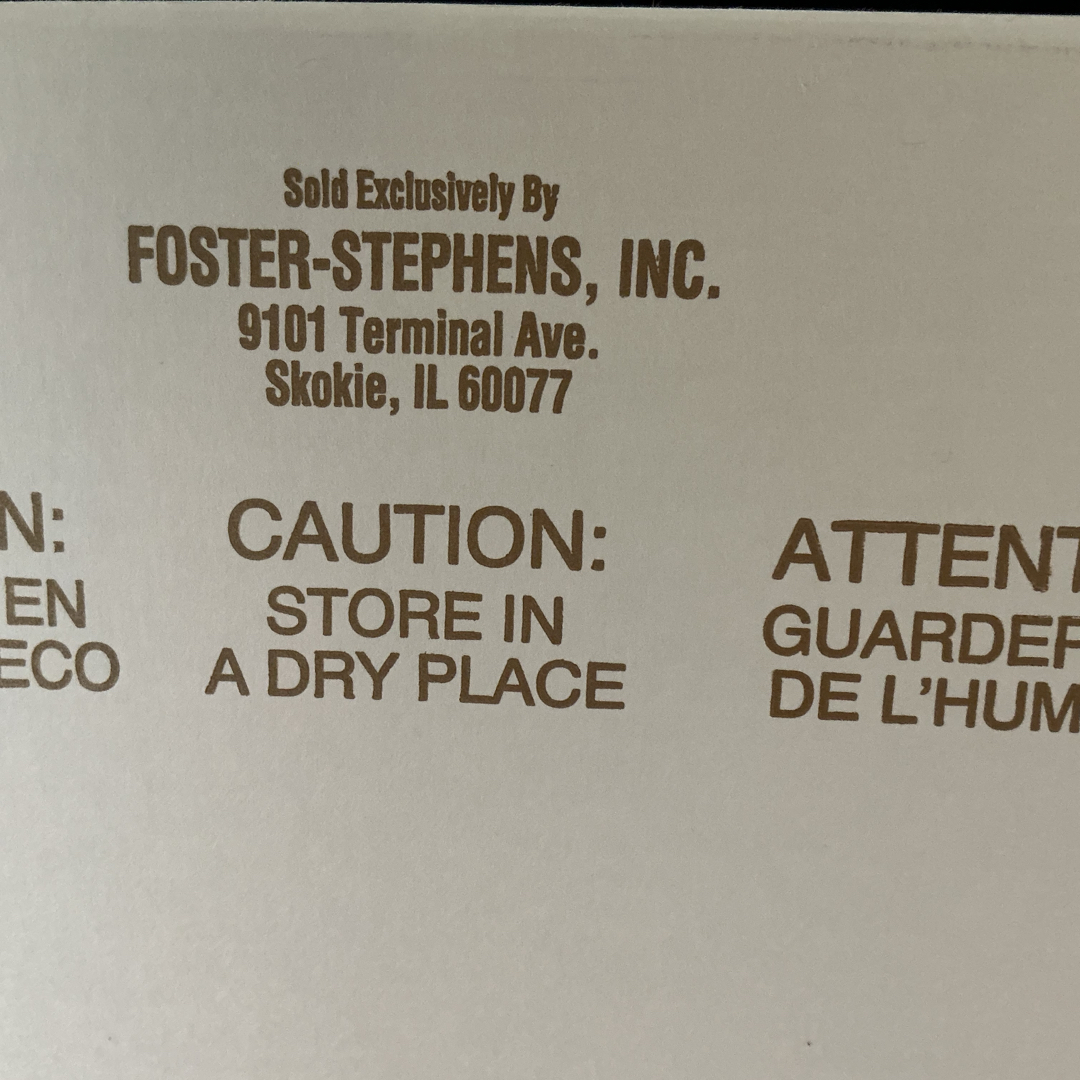 Sold Exclusively By
FOSTER-STEPHENS, INC.
9101 Terminal Ave.
Skokie, IL 60077
N:
EN
ECO
CAUTION:
STORE IN
A DRY PLACE
ATTENT
GUARDER
DE L'HUM